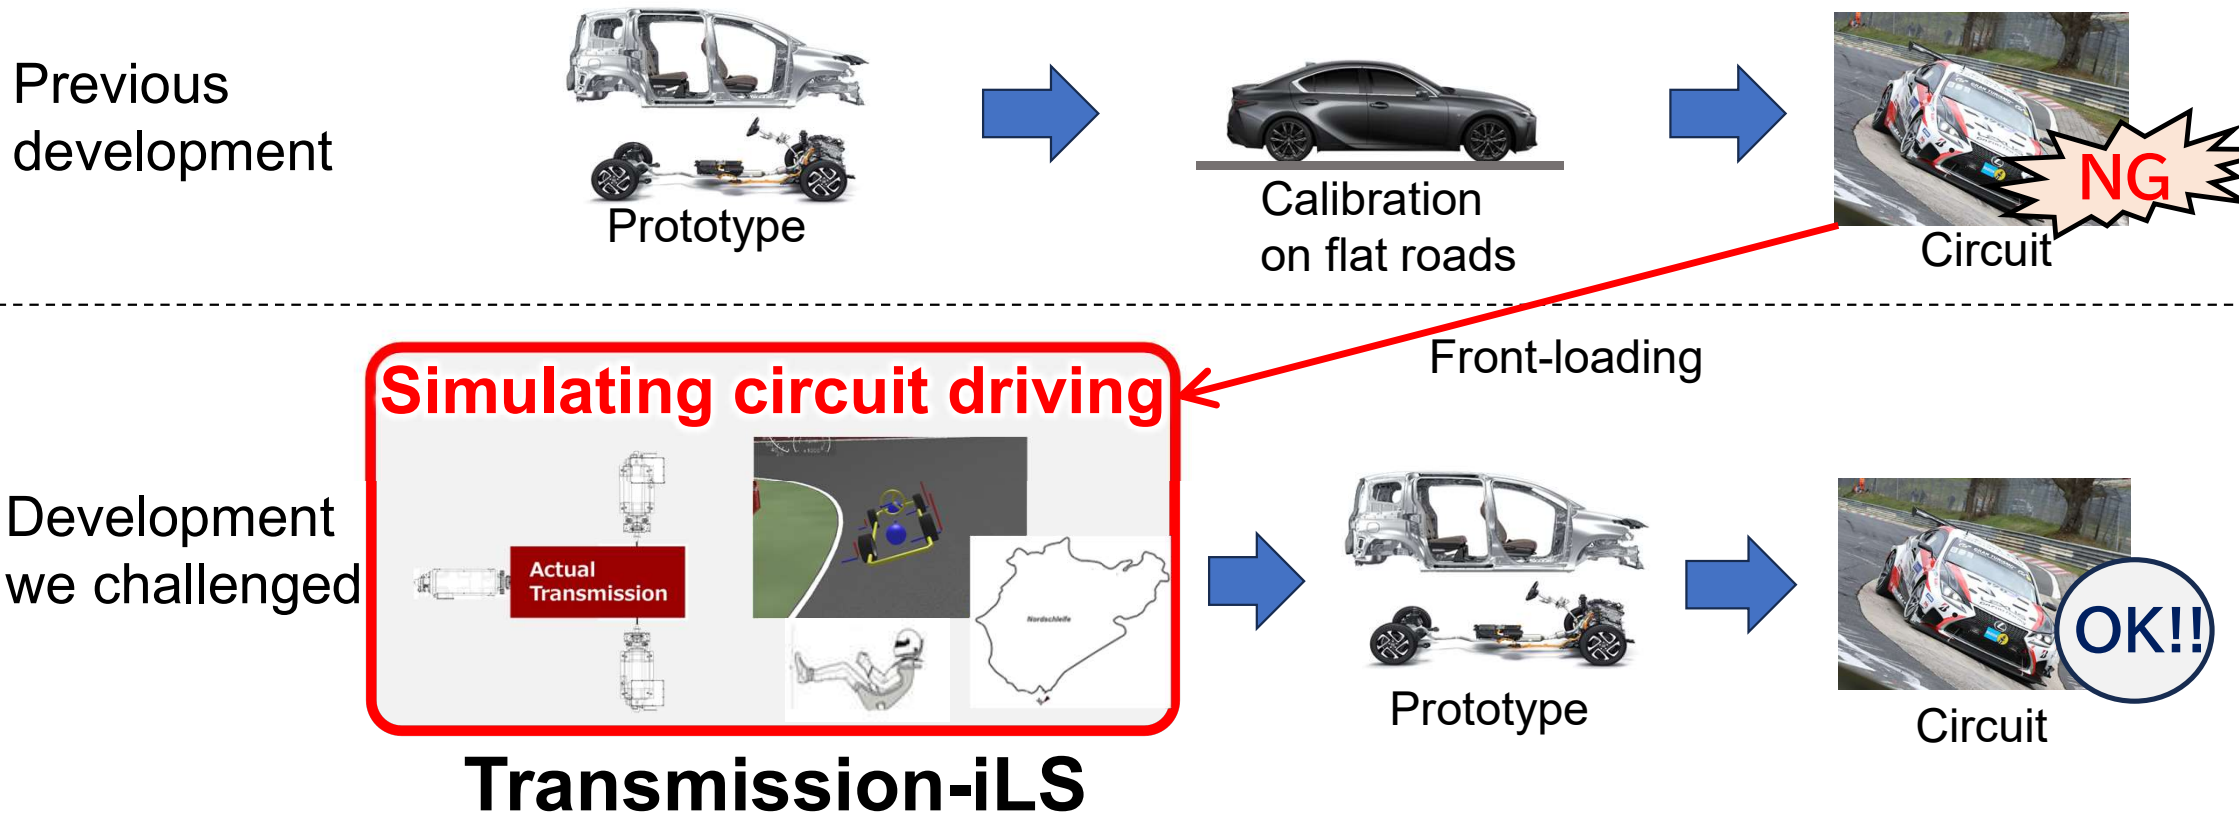 Previous
development
Prototype
Calibration
on flat roads
NG
Circuit
Front-loading
Simulating circuit driving
Development
we challenged
Actual
Transmission
Nordschleife
Prototype
OK!!
Circuit
Transmission-iLS